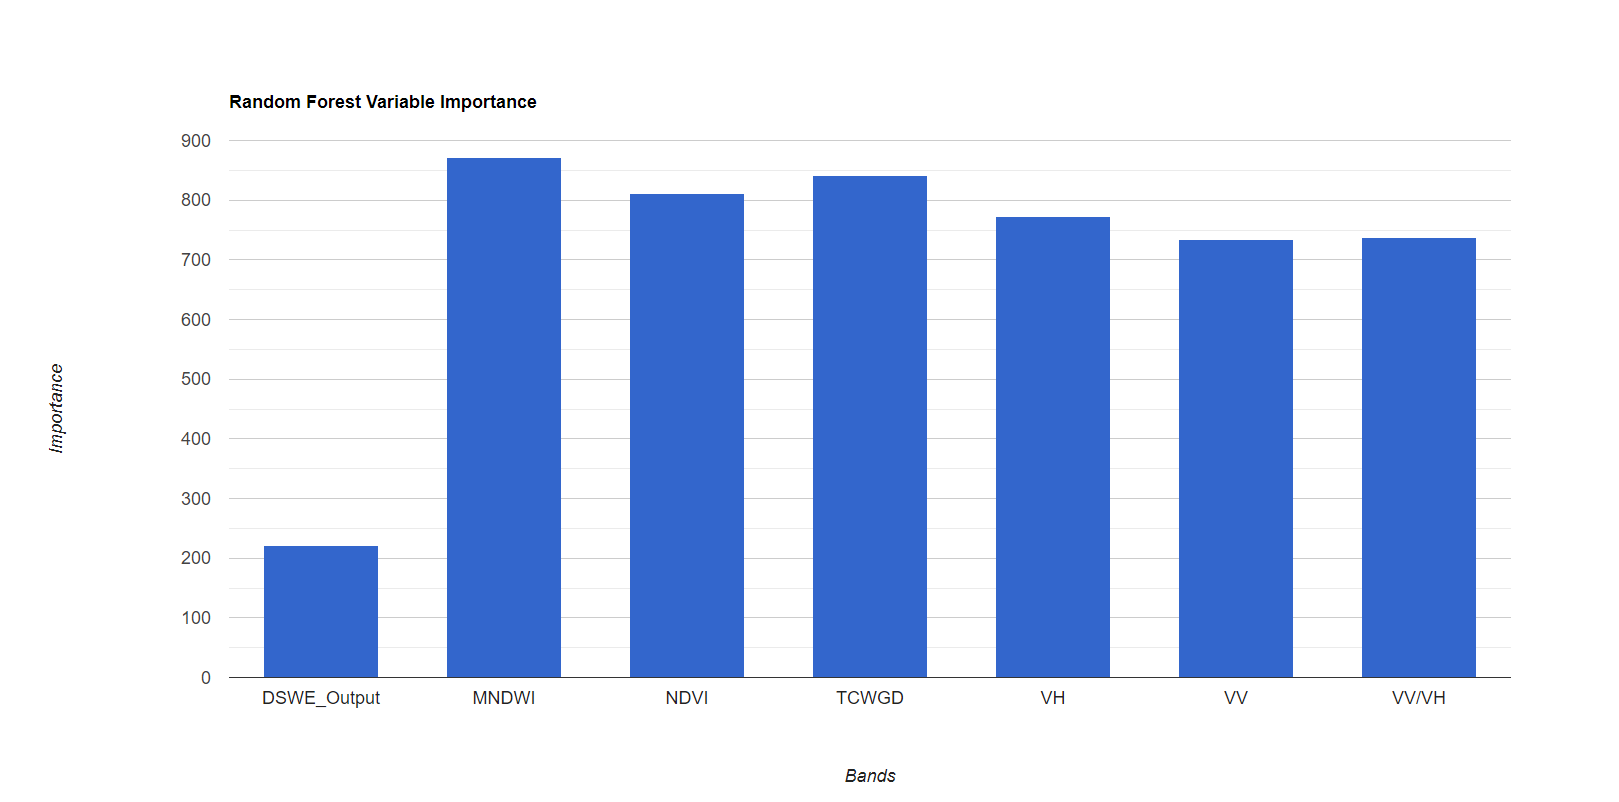 Random Forest Variable Importance
900
800
700
600
500
400
300
200
100
0
Importance
DSWE_Output MNDWI NDVI TCWGD VH VV VV/VH
Bands